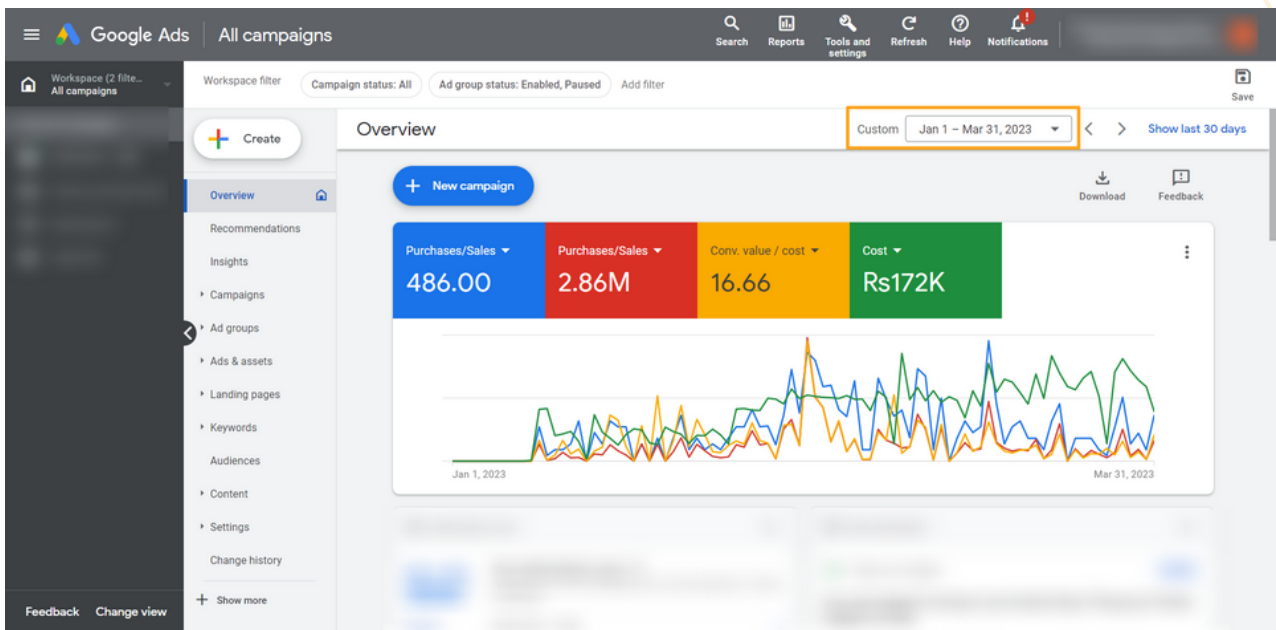 Google Ads All campaigns
Search Reports Tools and settings Refresh Help Notifications
Workspace (2 filte...
All campaigns
Workspace filter Campaign status: All Ad group status: Enabled, Paused Add filter
Save
Create
Overview
Custom Jan 1 – Mar 31, 2023 Show last 30 days
New campaign
Download Feedback
Overview
Recommendations
Insights
Campaigns
Ad groups
Ads & assets
Landing pages
Keywords
Audiences
Content
Settings
Change history
Show more
Purchases/Sales Purchases/Sales Conv. value / cost Cost
486.00 2.86M 16.66 Rs172K
Jan 1, 2023 Mar 31, 2023
Feedback Change view